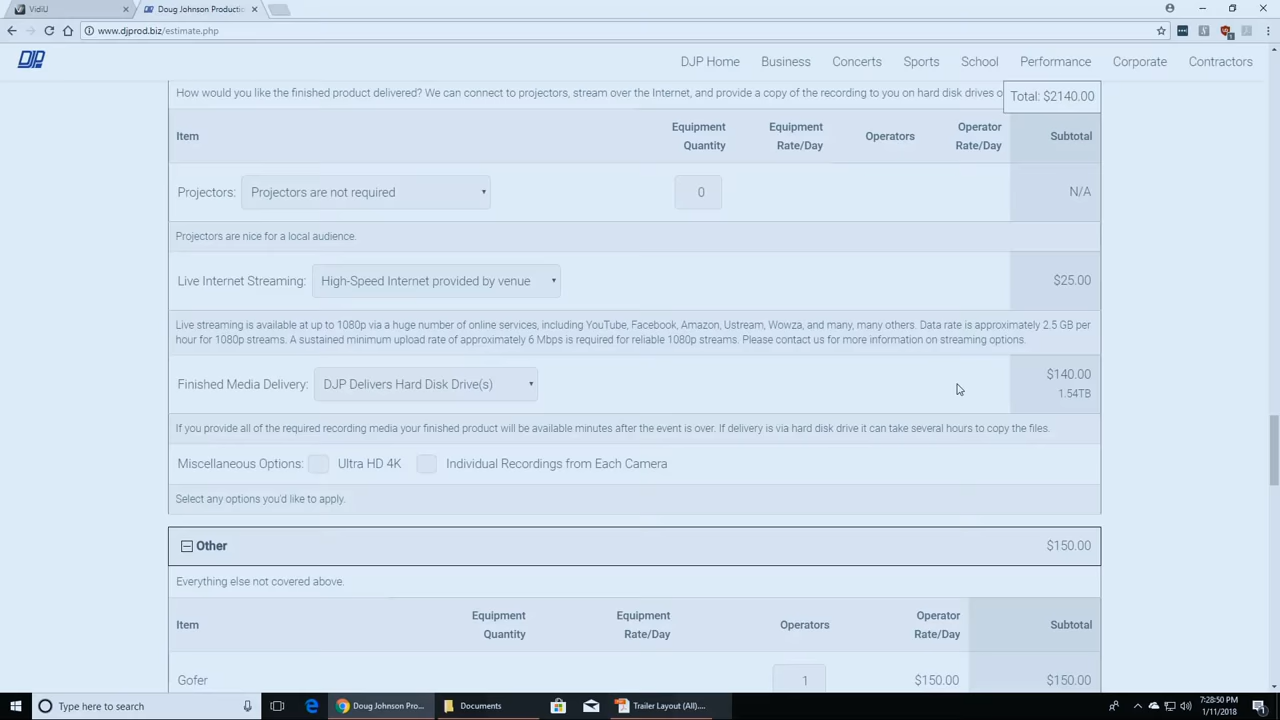 VidiU
Doug Johnson Producti
www.djprod.biz/estimate.php
DJP
DJP Home
Business
Concerts
Sports
School
Performance
Corporate
Contractors
How would you like the finished product delivered? We can connect to projectors, stream over the Internet, and provide a copy of the recording to you on hard disk drives o
Total: $2140.00
Item
Equipment Quantity
Equipment Rate/Day
Operators
Operator Rate/Day
Subtotal
Projectors: Projectors are not required
0
N/A
Projectors are nice for a local audience.
Live Internet Streaming: High-Speed Internet provided by venue
$25.00
Live streaming is available at up to 1080p via a huge number of online services, including YouTube, Facebook, Amazon, Ustream, Wowza, and many, many others. Data rate is approximately 2.5 GB per
hour for 1080p streams. A sustained minimum upload rate of approximately 6 Mbps is required for reliable 1080p streams. Please contact us for more information on streaming options.
Finished Media Delivery: DJP Delivers Hard Disk Drive(s)
$140.00
1.54TB
If you provide all of the required recording media your finished product will be available minutes after the event is over. If delivery is via hard disk drive it can take several hours to copy the files.
Miscellaneous Options: Ultra HD 4K Individual Recordings from Each Camera
Select any options you'd like to apply.
Other
$150.00
Everything else not covered above.
Item
Equipment Quantity
Equipment Rate/Day
Operators
Operator Rate/Day
Subtotal
Gofer
1
$150.00
$150.00
Type here to search
Doug Johnson Pro...
Documents
Trailer Layout (All)....
7:28:50 PM
1/11/2018